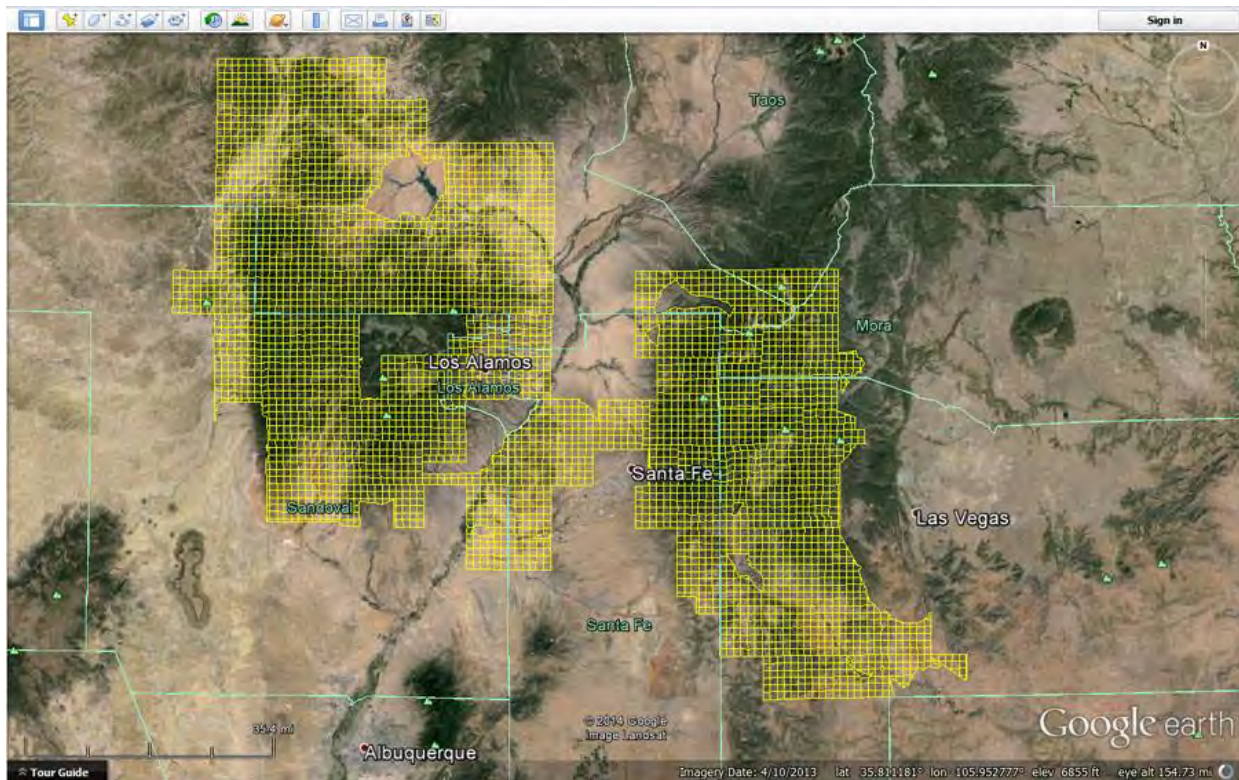 Sign in
N
Taos
Mora
Los Alamos
Los Alamos
Santa Fe
Las Vegas
Sandoval
Santa Fe
35.4 mi
© 2014 Google
Image Landsat
Google earth
Albuquerque
Tour Guide
Imagery Date: 4/10/2013 lat 35.811181° lon -105.952777° elev 6855 ft eye alt 154.73 mi